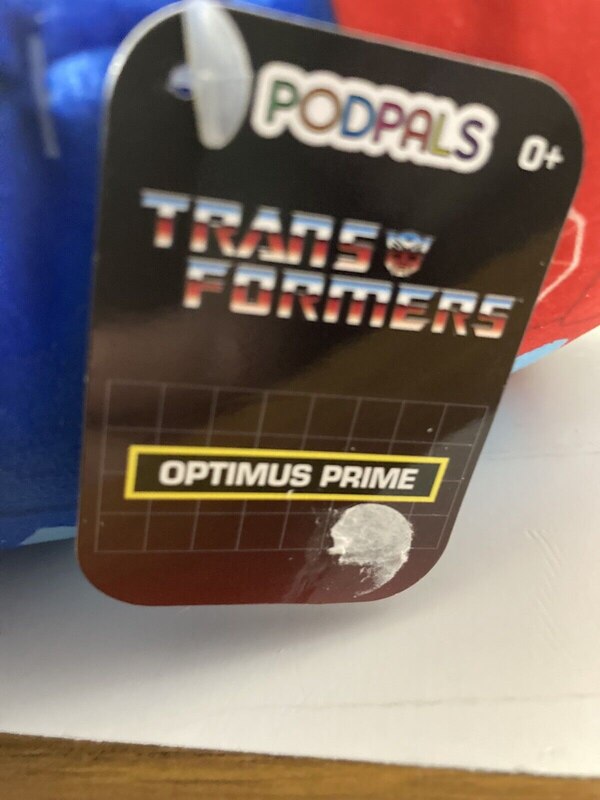 PODPALS
0+
TRANS
FORMERS
OPTIMUS PRIME